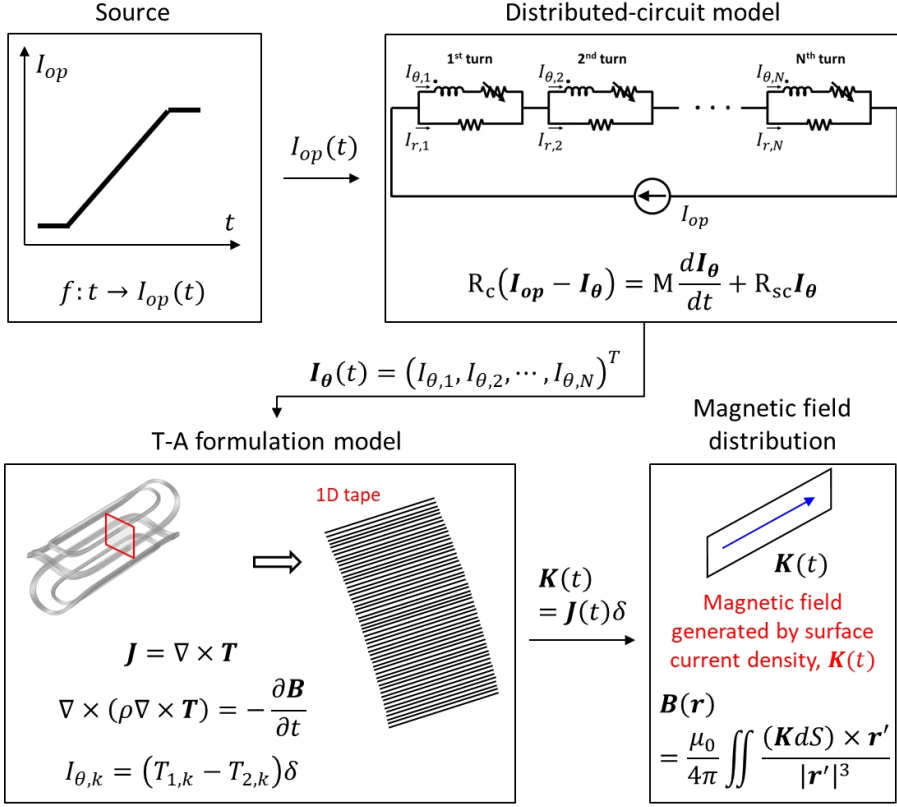 Source
I_op
t
f: t → I_op(t)
I_op(t)
Distributed-circuit model
1st turn
2nd turn
Nth turn
I_θ,1
I_θ,2
I_θ,N
· · ·
I_r,1
I_r,2
I_r,N
I_op
R_c(I_op − I_θ) = M dI_θ/dt + R_sc I_θ
I_θ(t) = (I_θ,1, I_θ,2, ⋯, I_θ,N)^T
T-A formulation model
1D tape
J = ∇ × T
∇ × (ρ∇ × T) = − ∂B/∂t
I_θ,k = (T_1,k − T_2,k)δ
K(t)
= J(t)δ
Magnetic field
distribution
K(t)
Magnetic field
generated by surface
current density, K(t)
B(r)
= μ_0/4π ∬ (KdS) × r′/|r′|^3